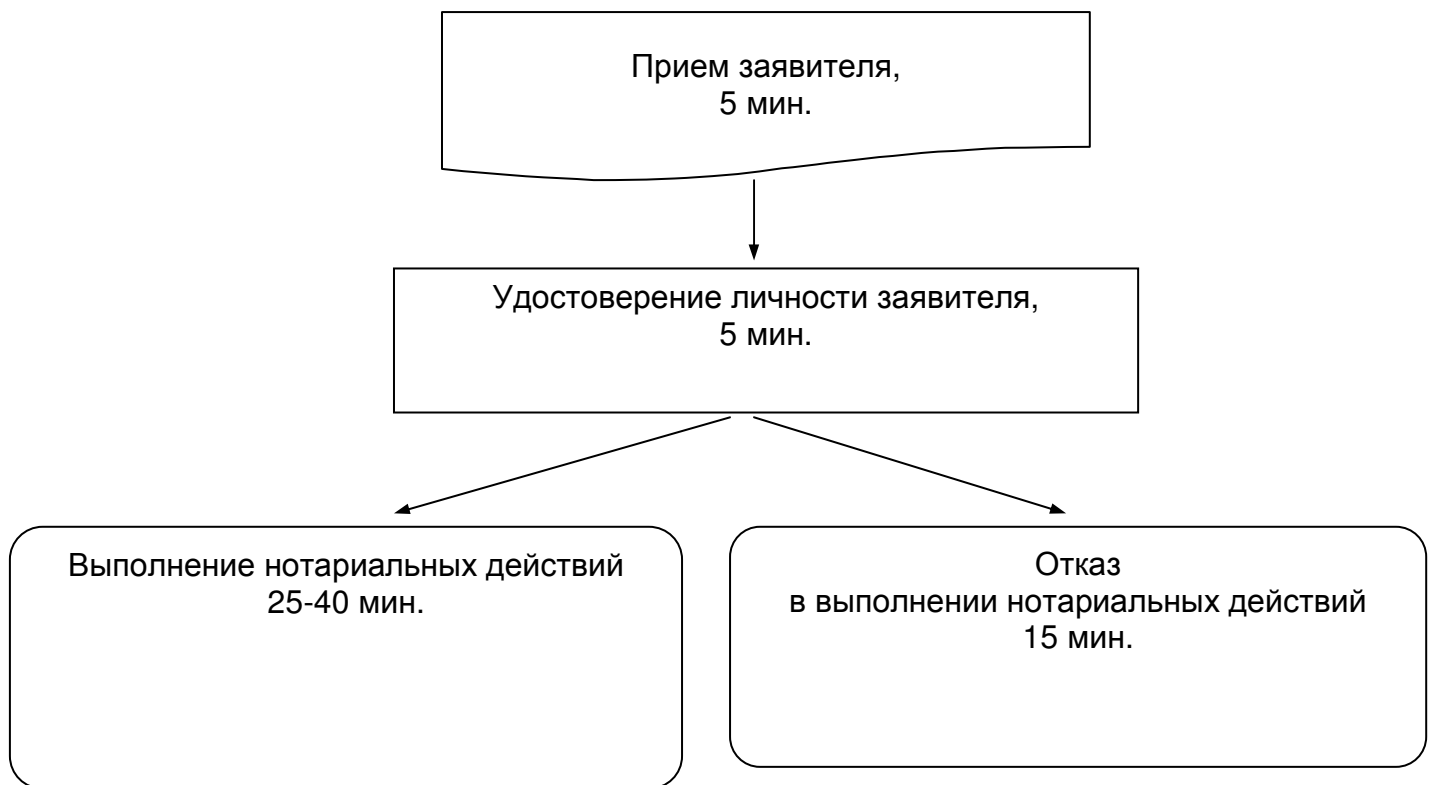 Прием заявителя,
5 мин.
Удостоверение личности заявителя,
5 мин.
Выполнение нотариальных действий
25-40 мин.
Отказ
в выполнении нотариальных действий
15 мин.